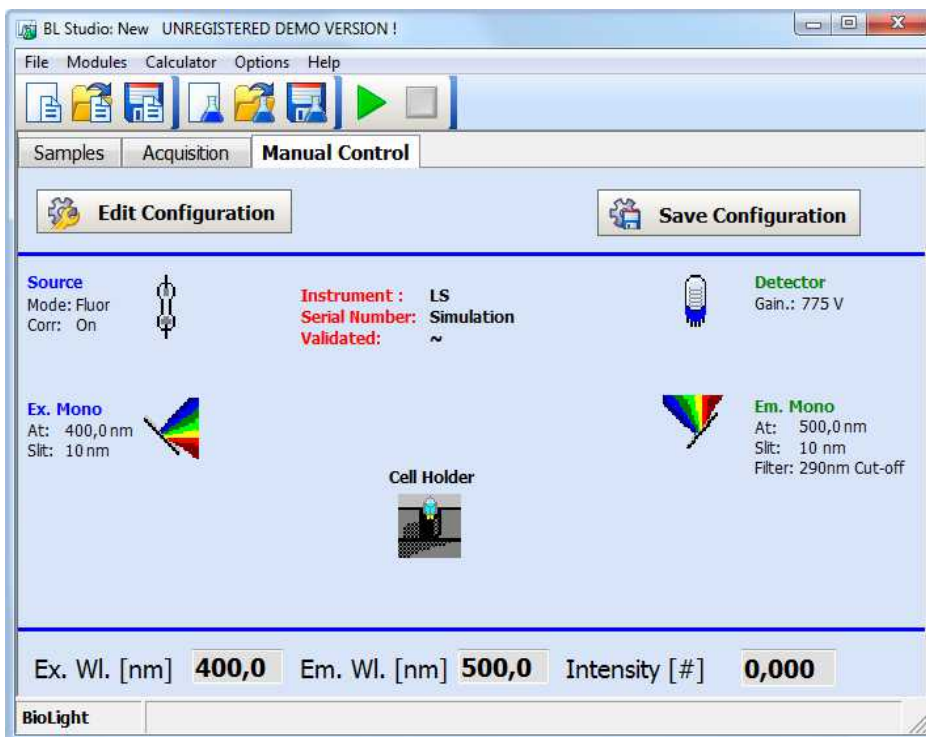 BL Studio: New UNREGISTERED DEMO VERSION !
File Modules Calculator Options Help
Samples Acquisition Manual Control
Edit Configuration Save Configuration
Source
Mode: Fluor
Corr: On
Instrument : LS
Serial Number: Simulation
Validated: ~
Detector
Gain.: 775 V
Ex. Mono
At: 400,0 nm
Slit: 10 nm
Em. Mono
At: 500,0 nm
Slit: 10 nm
Filter: 290nm Cut-off
Cell Holder
Ex. Wl. [nm] 400,0 Em. Wl. [nm] 500,0 Intensity [#] 0,000
BioLight